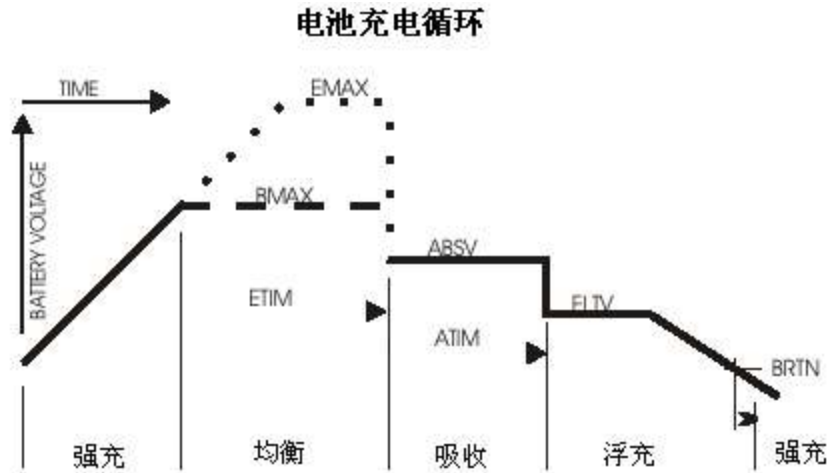 电池充电循环
TIME
EMAX
BATTERY VOLTAGE
BMAX
ABSV
ETIM
FLTV
ATIM
BRTN
强充 均衡 吸收 浮充 强充